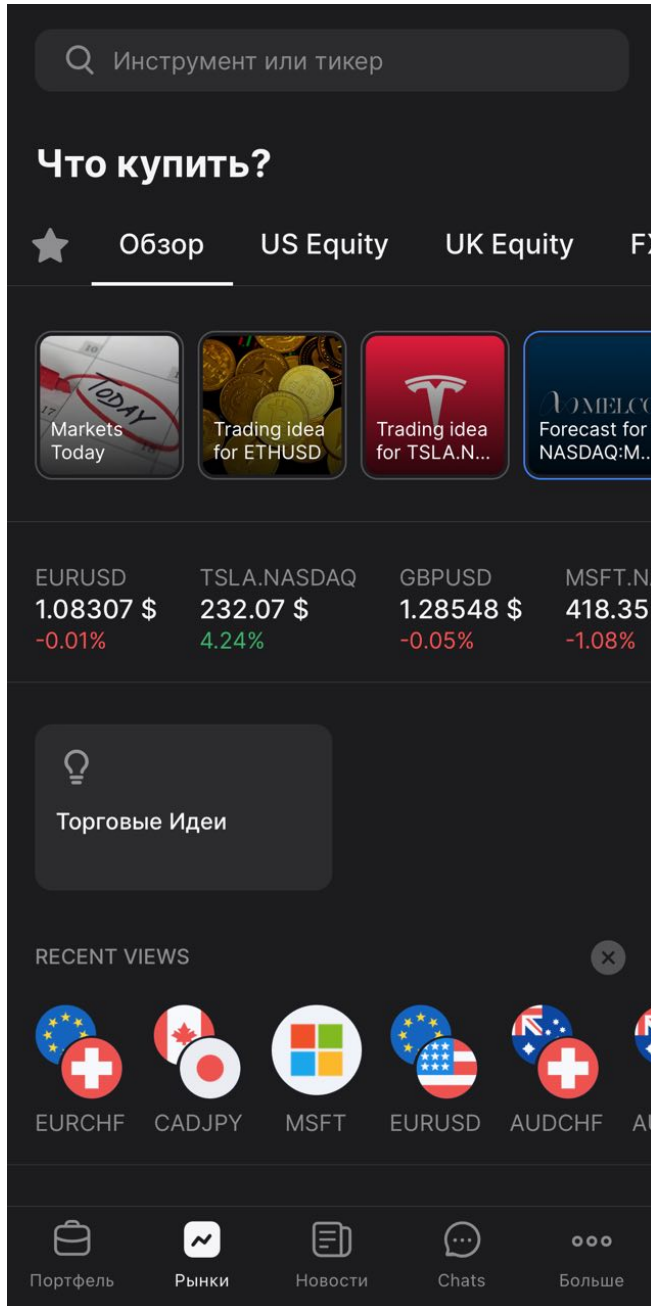 Инструмент или тикер
Что купить?
Обзор US Equity UK Equity
TODAY
Markets Today
Trading idea for ETHUSD
Trading idea for TSLA.N...
Forecast for NASDAQ:M...
EURUSD TSLA.NASDAQ GBPUSD
1.08307 $ 232.07 $ 1.28548 $ 418.35
-0.01% 4.24% -0.05% -1.08%
Торговые Идеи
RECENT VIEWS
EURCHF CADJPY MSFT EURUSD AUDCHF
Портфель Рынки Новости Chats Больше